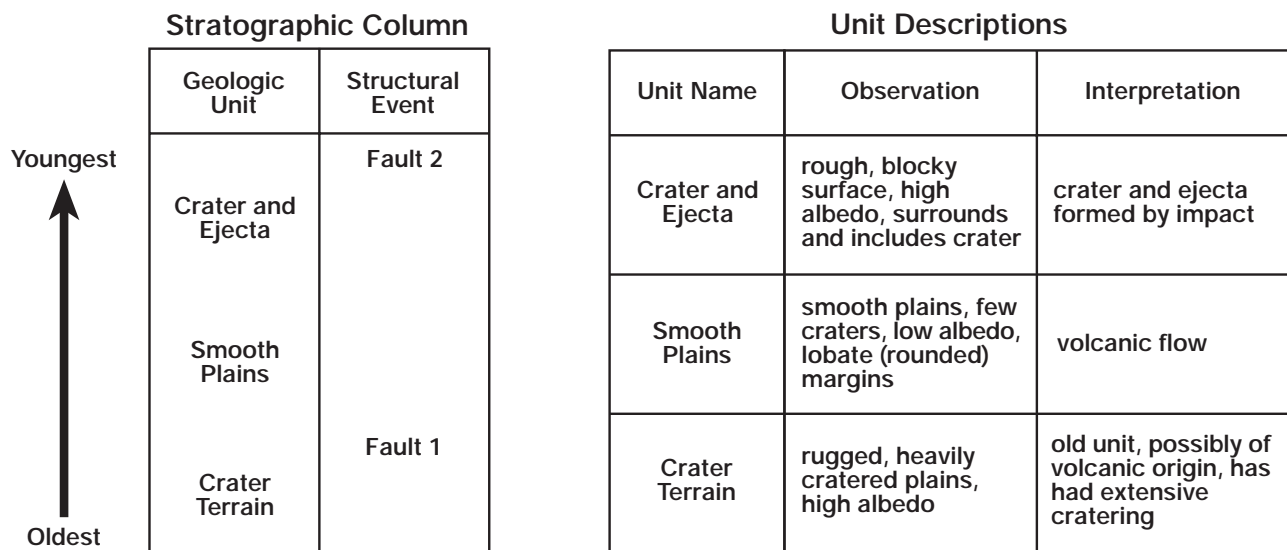 Stratographic Column
Geologic
Unit
Structural
Event
Youngest
Fault 2
Crater and
Ejecta
Smooth
Plains
Fault 1
Crater
Terrain
Oldest
Unit Descriptions
Unit Name
Observation
Interpretation
Crater and
Ejecta
rough, blocky
surface, high
albedo, surrounds
and includes crater
crater and ejecta
formed by impact
Smooth
Plains
smooth plains, few
craters, low albedo,
lobate (rounded)
margins
volcanic flow
Crater
Terrain
rugged, heavily
cratered plains,
high albedo
old unit, possibly of
volcanic origin, has
had extensive
cratering